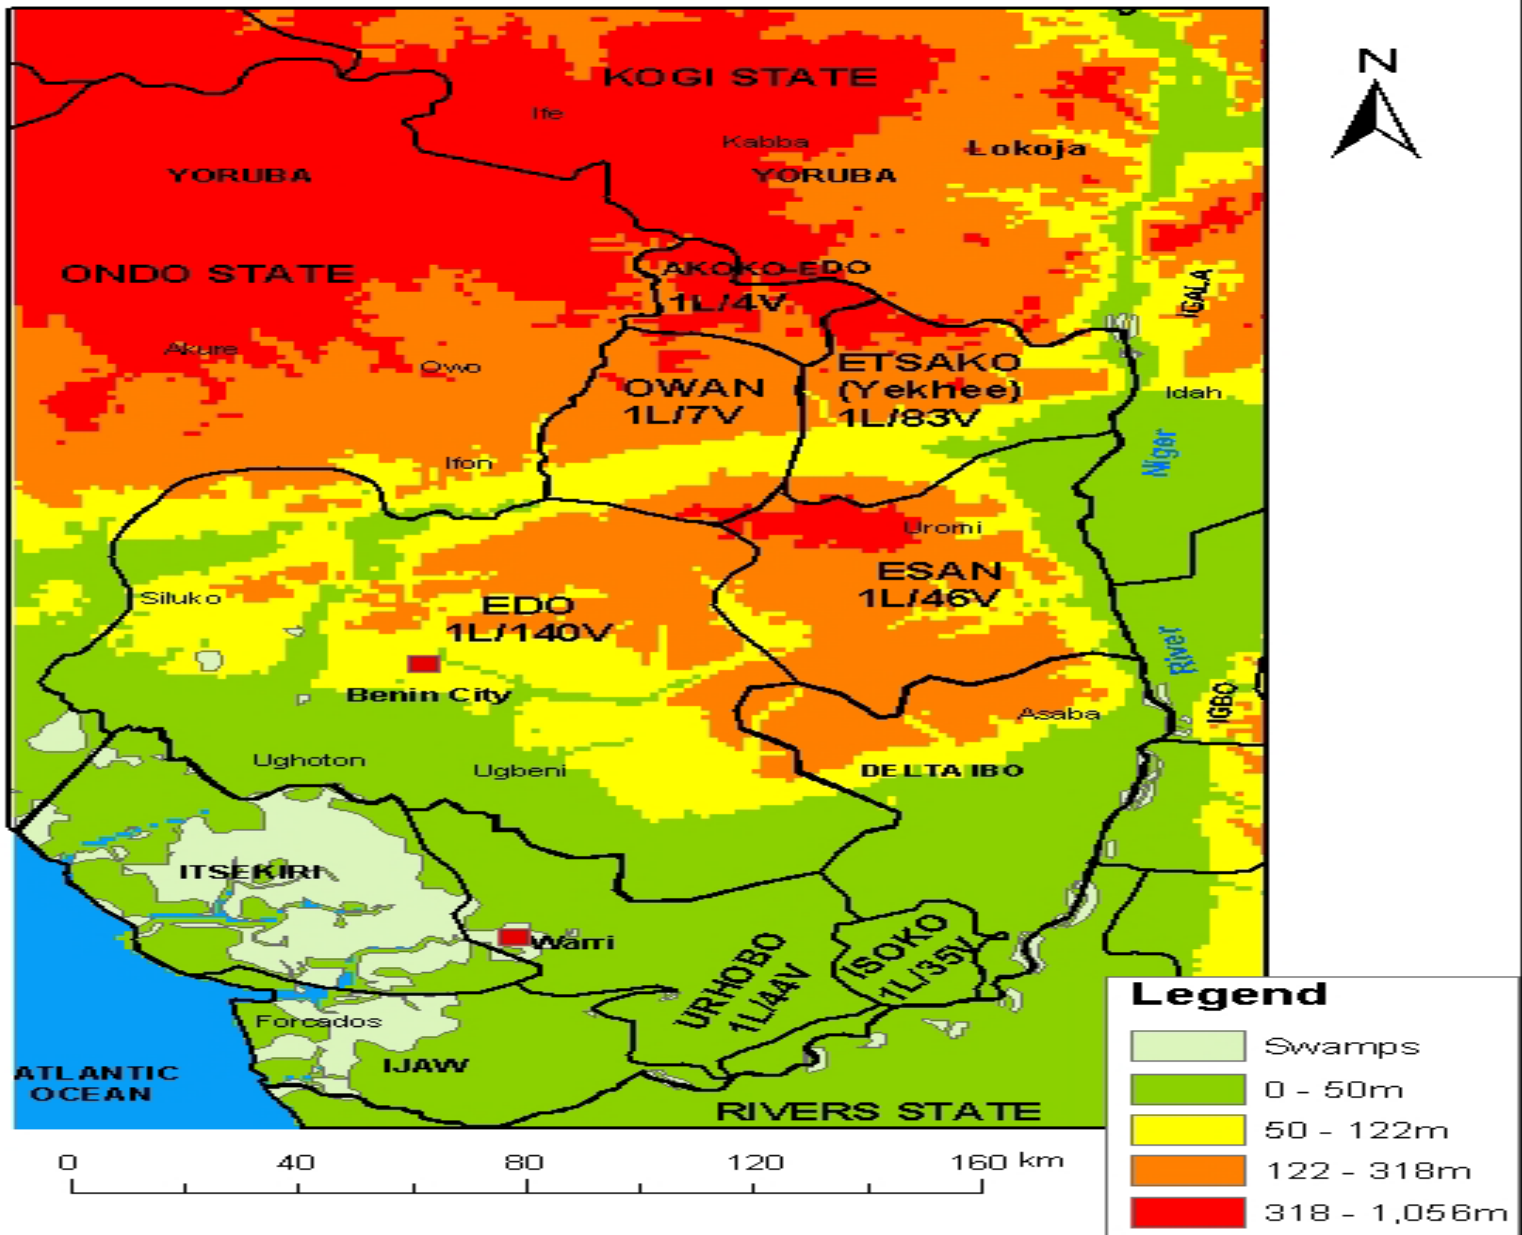 N
KOGI STATE
Ife
Kabba
Lokoja
YORUBA
YORUBA
ONDO STATE
AKOKO-EDO
1L/4V
IGALA
Akure
Owo
ETSAKO
(Yekhee)
1L/83V
OWAN
1L/7V
Idah
Niger
Ifon
Uromi
ESAN
1L/46V
Siluko
EDO
1L/140V
River
Benin City
IGBO
Asaba
Ughoton
Ugbeni
DELTA IBO
ITSEKIRI
Warri
URHOBO
1L/44V
ISOKO
1L/35V
Forcados
IJAW
ATLANTIC
OCEAN
RIVERS STATE
Legend
Swamps
0 - 50m
50 - 122m
122 - 318m
318 - 1,056m
0 40 80 120 160 km